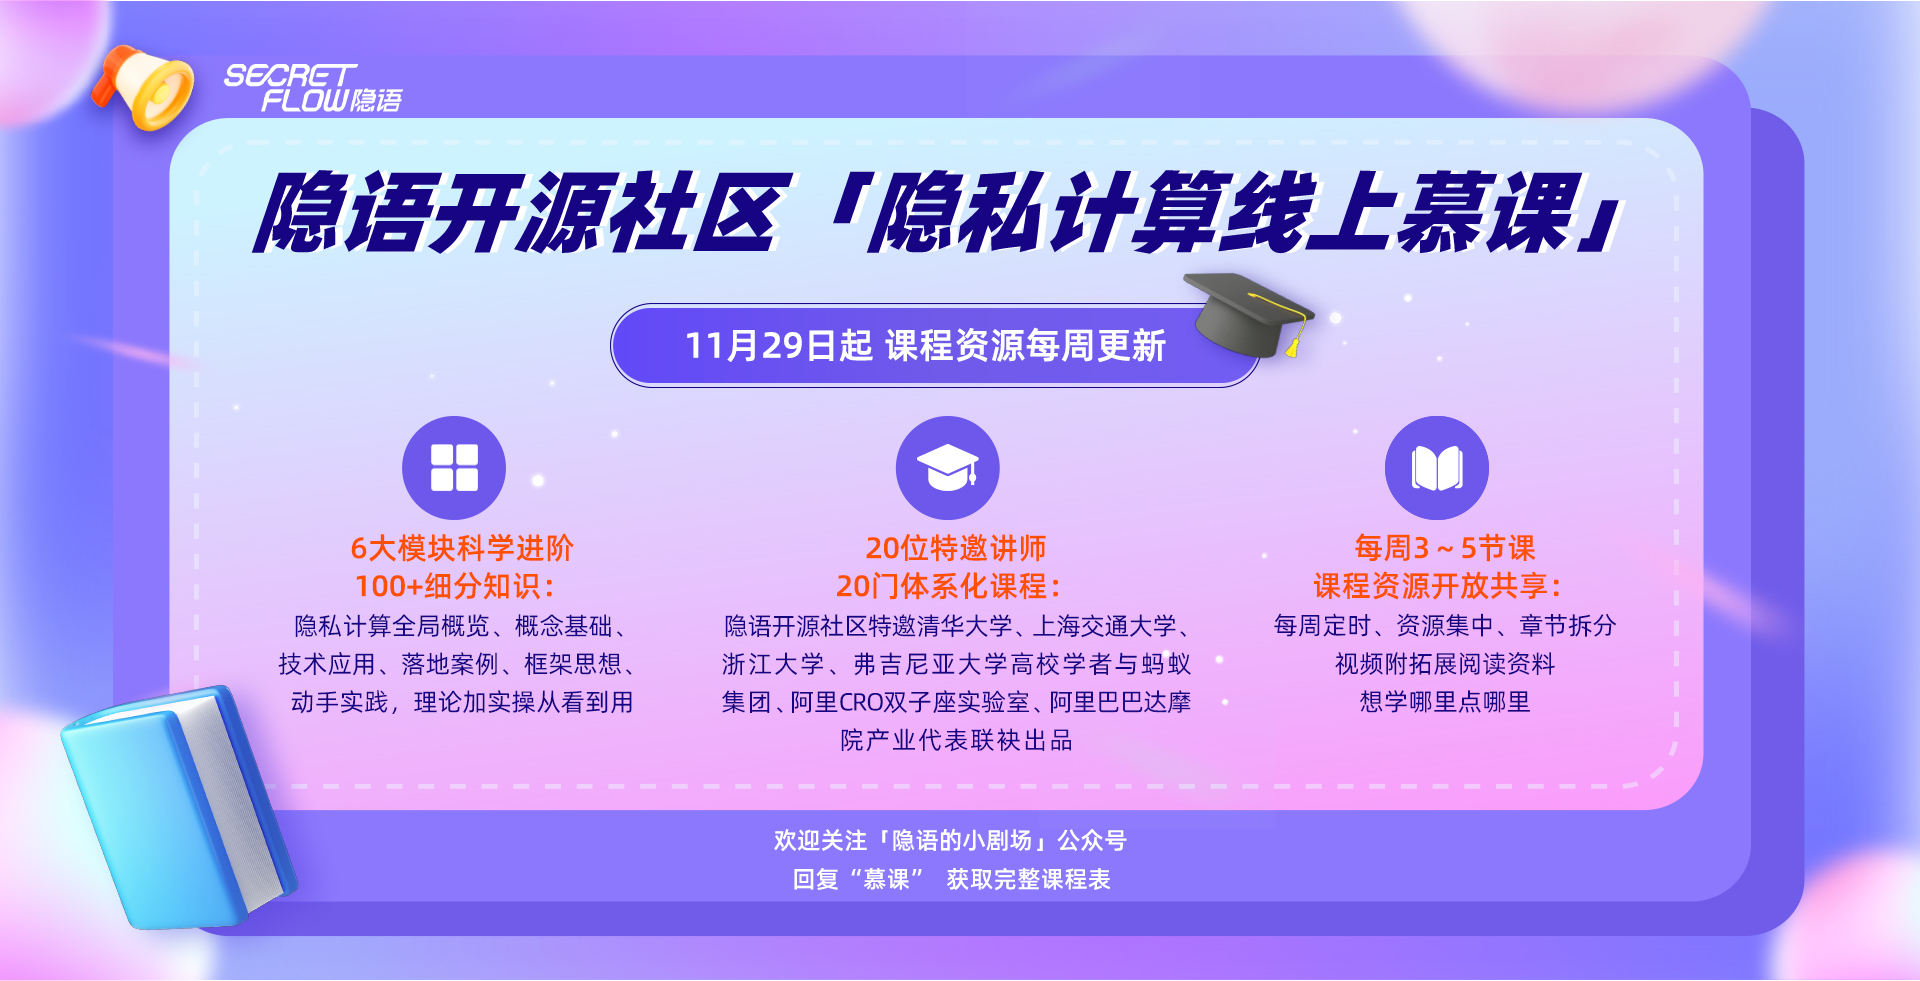 SECRET
FLOW隐语
隐语开源社区「隐私计算线上慕课」
11月29日起 课程资源每周更新
6大模块科学进阶
100+细分知识：
隐私计算全局概览、概念基础、
技术应用、落地案例、框架思想、
动手实践，理论加实操从看到用
20位特邀讲师
20门体系化课程：
隐语开源社区特邀清华大学、上海交通大学、
浙江大学、弗吉尼亚大学高校学者与蚂蚁
集团、阿里CRO双子座实验室、阿里巴巴达摩
院产业代表联袂出品
每周3～5节课
课程资源开放共享：
每周定时、资源集中、章节拆分
视频附拓展阅读资料
想学哪里点哪里
欢迎关注「隐语的小剧场」公众号
回复“慕课” 获取完整课程表